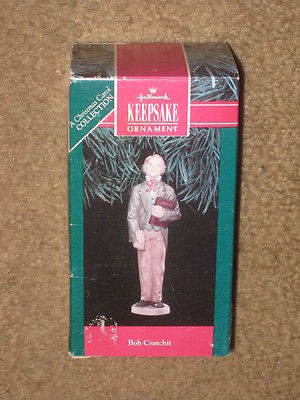 A Christmas Carol
COLLECTION
Hallmark
KEEPSAKE
ORNAMENT
Bob Cratchit